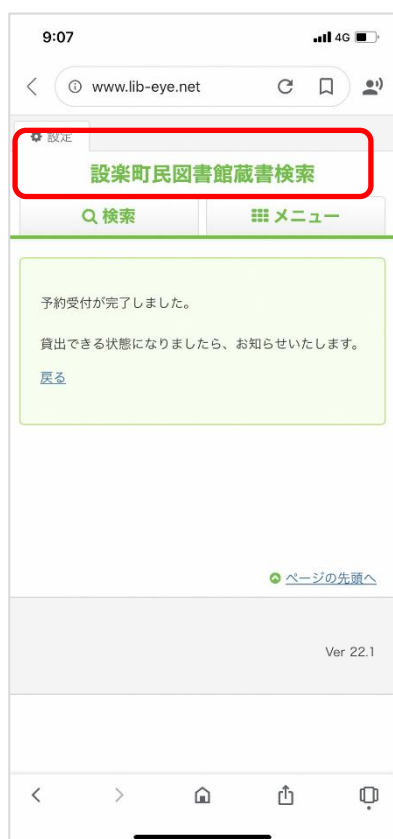 9:07
4G
www.lib-eye.net
設定
設楽町民図書館蔵書検索
検索
メニュー
予約受付が完了しました。
貸出できる状態になりましたら、お知らせいたします。
戻る
ページの先頭へ
Ver 22.1